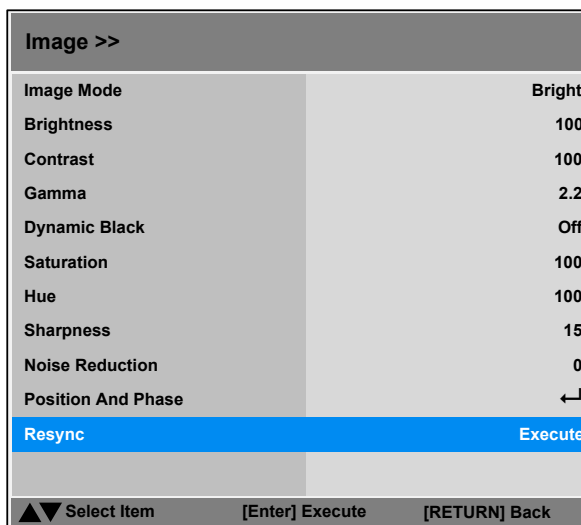 Image >>
Image Mode Bright
Brightness 100
Contrast 100
Gamma 2.2
Dynamic Black Off
Saturation 100
Hue 100
Sharpness 15
Noise Reduction 0
Position And Phase
Resync Execute
Select Item [Enter] Execute [RETURN] Back